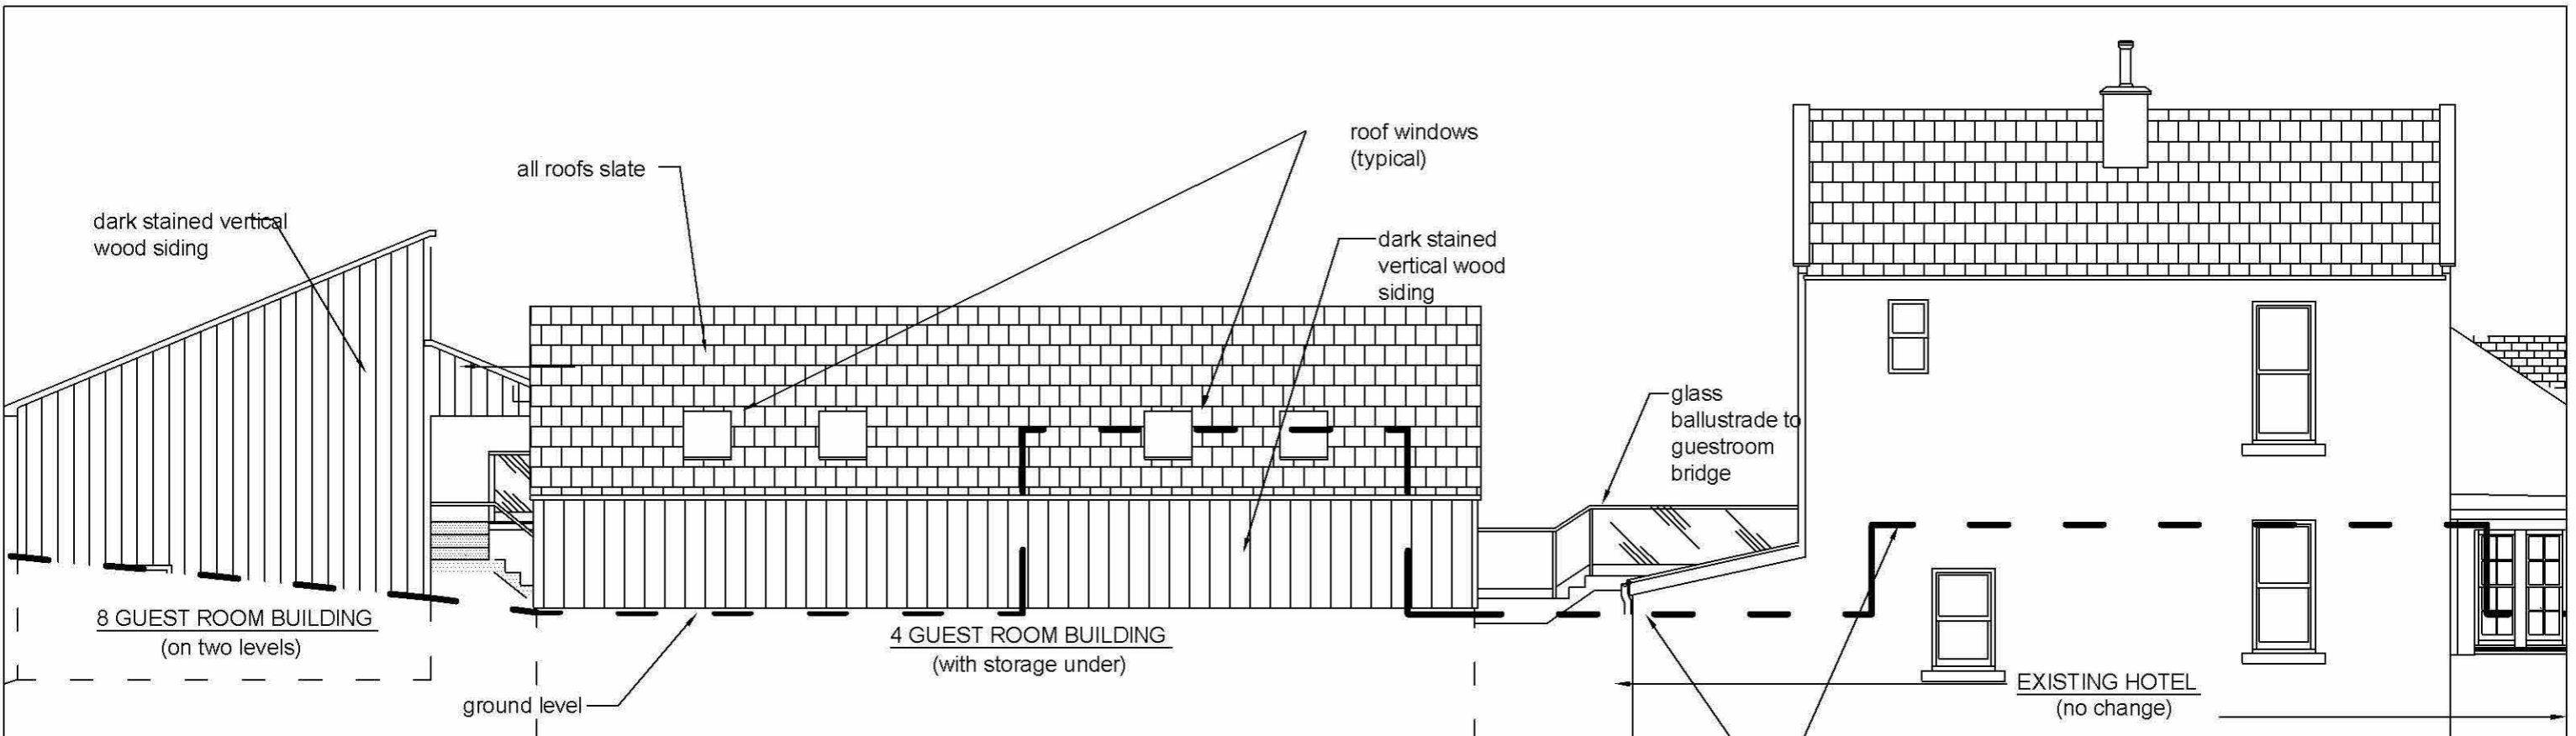 dark stained vertical
wood siding
all roofs slate
roof windows
(typical)
dark stained
vertical wood
siding
glass
ballustrade to
guestroom
bridge
8 GUEST ROOM BUILDING
(on two levels)
4 GUEST ROOM BUILDING
(with storage under)
ground level
EXISTING HOTEL
(no change)